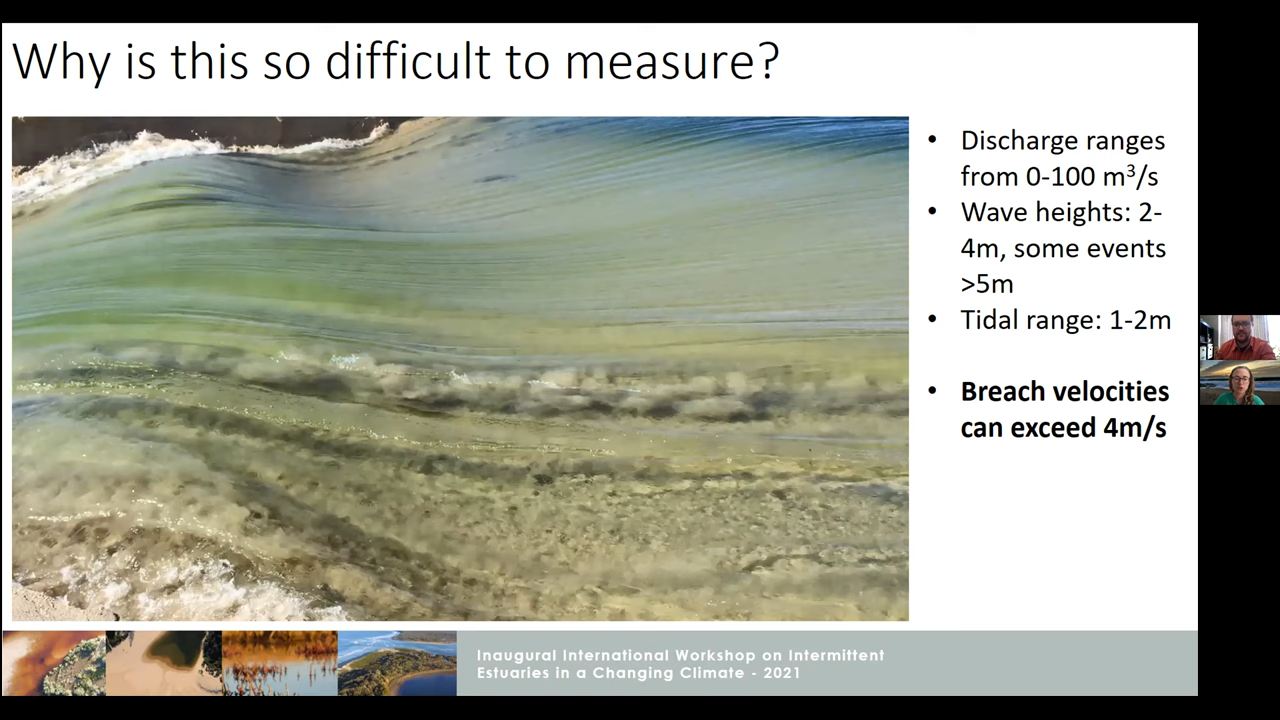 Why is this so difficult to measure?
• Discharge ranges
from 0-100 m³/s
• Wave heights: 2-
4m, some events
>5m
• Tidal range: 1-2m
• Breach velocities
can exceed 4m/s
Inaugural International Workshop on Intermittent
Estuaries in a Changing Climate - 2021